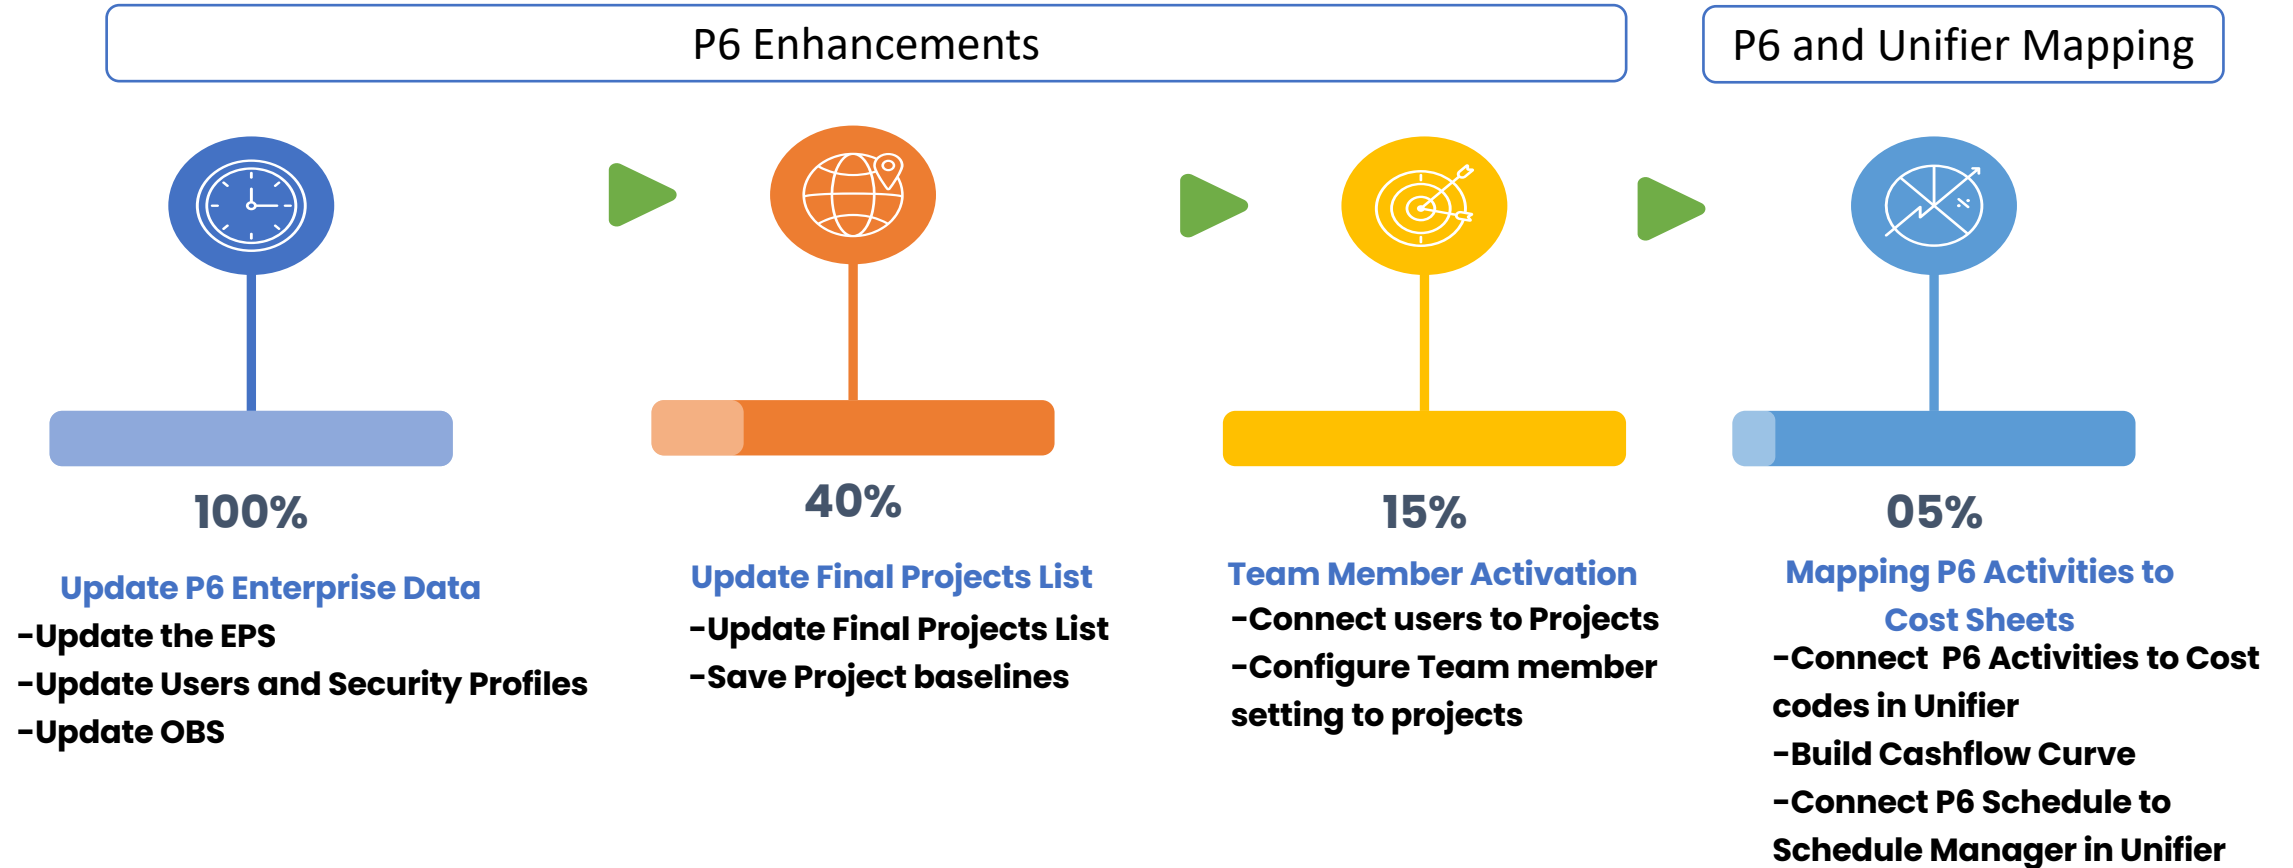 P6 Enhancements
P6 and Unifier Mapping
100%
Update P6 Enterprise Data
-Update the EPS
-Update Users and Security Profiles
-Update OBS
40%
Update Final Projects List
-Update Final Projects List
-Save Project baselines
15%
Team Member Activation
-Connect users to Projects
-Configure Team member
setting to projects
05%
Mapping P6 Activities to
Cost Sheets
-Connect  P6 Activities to Cost
codes in Unifier
-Build Cashflow Curve
-Connect P6 Schedule to
Schedule Manager in Unifier
%